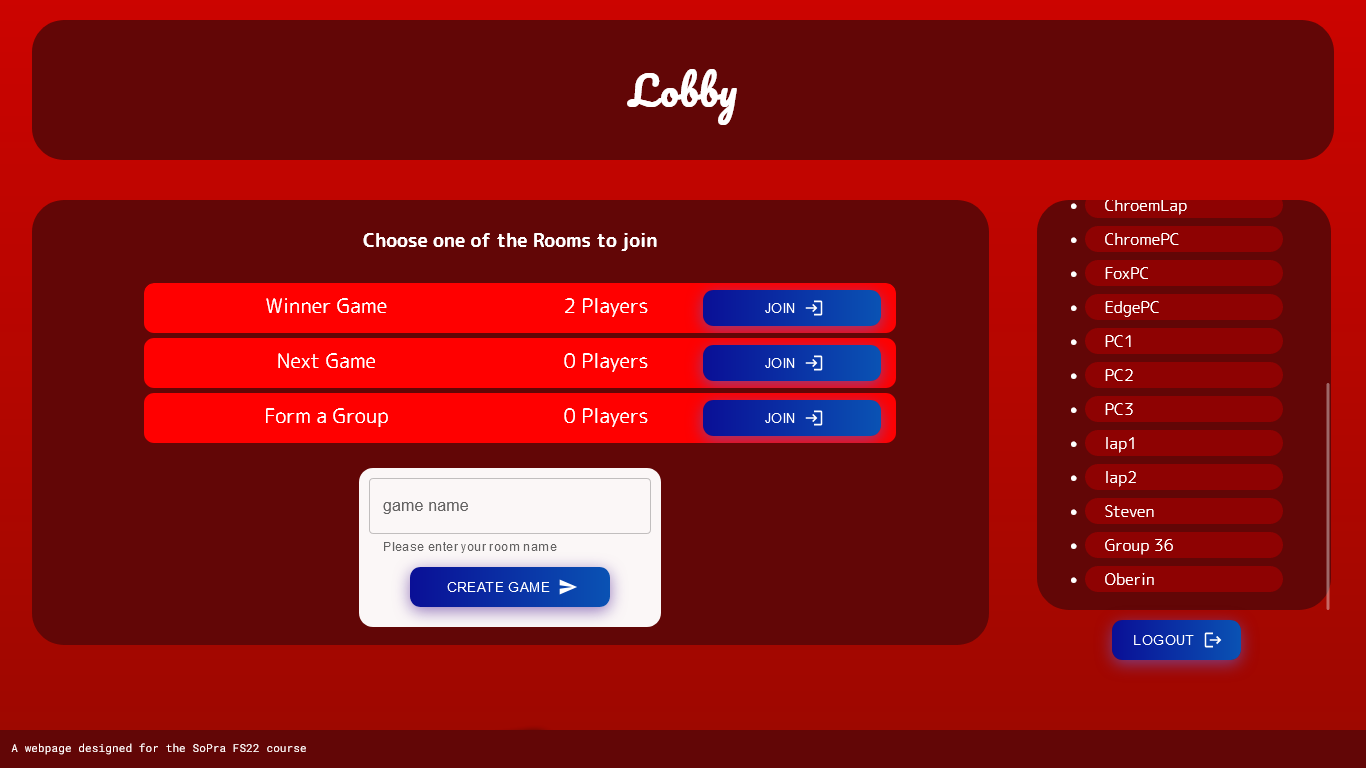 Lobby
Choose one of the Rooms to join
Winner Game 2 Players JOIN
Next Game 0 Players JOIN
Form a Group 0 Players JOIN
game name
Please enter your room name
CREATE GAME
ChroemLap
ChromePC
FoxPC
EdgePC
PC1
PC2
PC3
lap1
lap2
Steven
Group 36
Oberin
LOGOUT
A webpage designed for the SoPra FS22 course